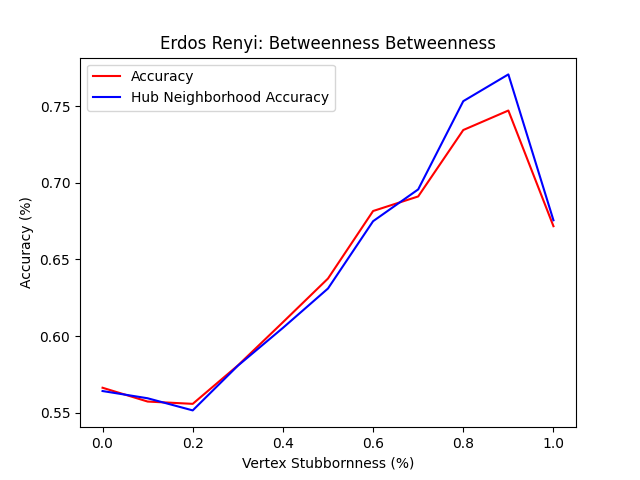 Erdos Renyi: Betweenness Betweenness
Accuracy
Hub Neighborhood Accuracy
Accuracy (%)
0.75
0.70
0.65
0.60
0.55
0.0 0.2 0.4 0.6 0.8 1.0
Vertex Stubbornness (%)